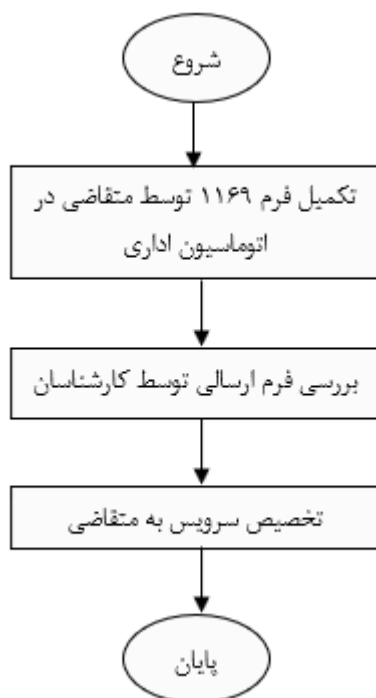 شروع
تکمیل فرم ۱۱۶۹ توسط متقاضی در
اتوماسیون اداری
بررسی فرم ارسالی توسط کارشناسان
تخصیص سرویس به متقاضی
پایان